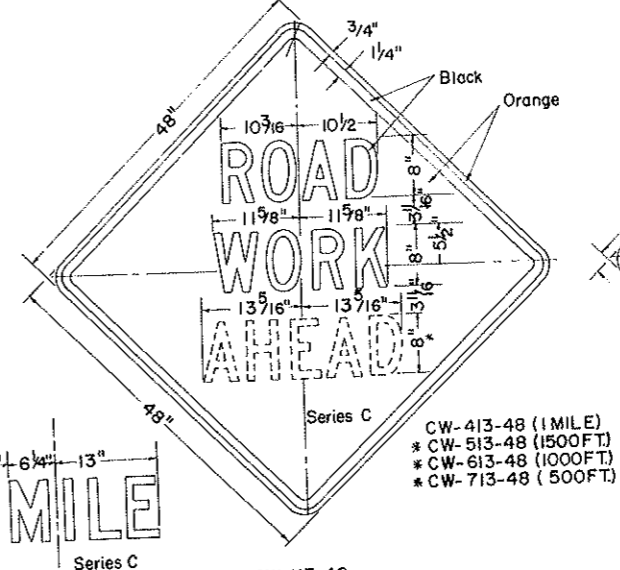 3/4"
1 1/4"
Black
Orange
48"
10 3/16 10 1/2
ROAD
8"
3 11/16"
11 5/8" 11 5/8"
WORK
8"
5 1/2"
3 11/16
13 5/16" 13 5/16"
AHEAD
8"*
Series C
48"
CW-413-48 (1 MILE)
* CW-513-48 (1500 FT.)
* CW-613-48 (1000 FT.)
* CW-713-48 (500 FT.)
6 1/4" 13"
MILE
Series C